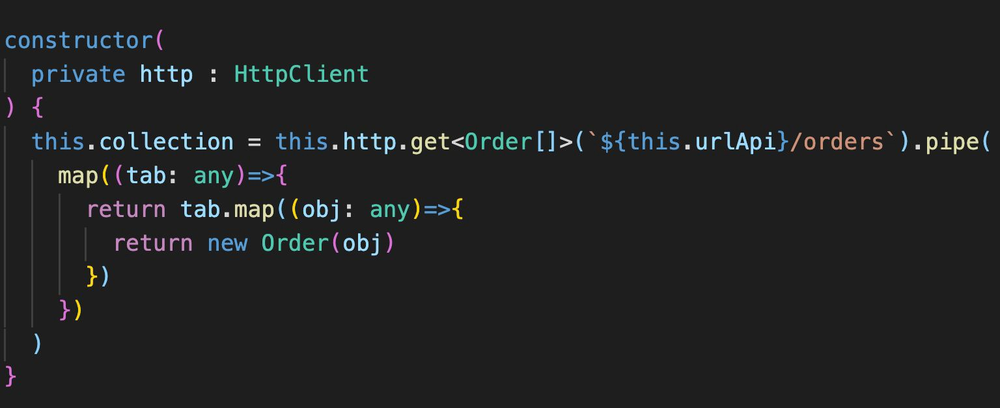 constructor(
  private http : HttpClient
) {
  this.collection = this.http.get<Order[]>(`${this.urlApi}/orders`).pipe(
    map((tab: any)=>{
      return tab.map((obj: any)=>{
        return new Order(obj)
      })
    })
  )
}